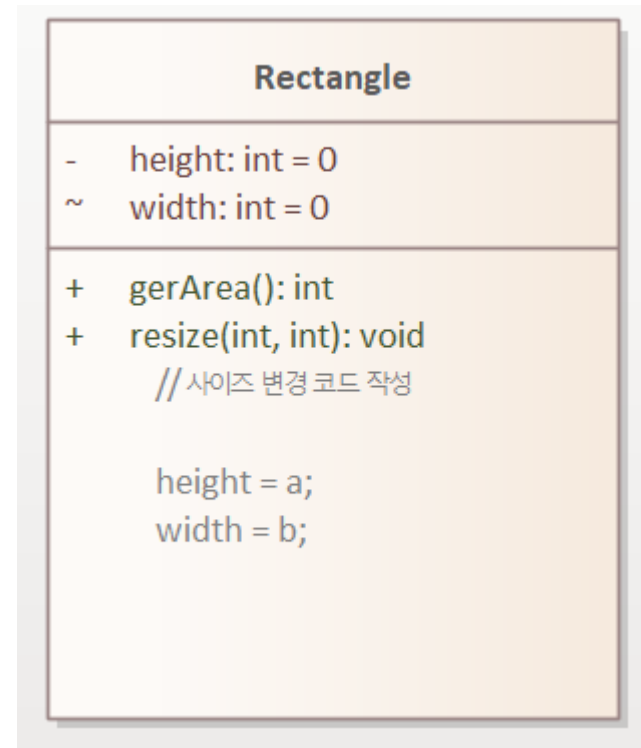 Rectangle
- height: int = 0
~ width: int = 0
+ gerArea(): int
+ resize(int, int): void
// 사이즈 변경 코드 작성
height = a;
width = b;